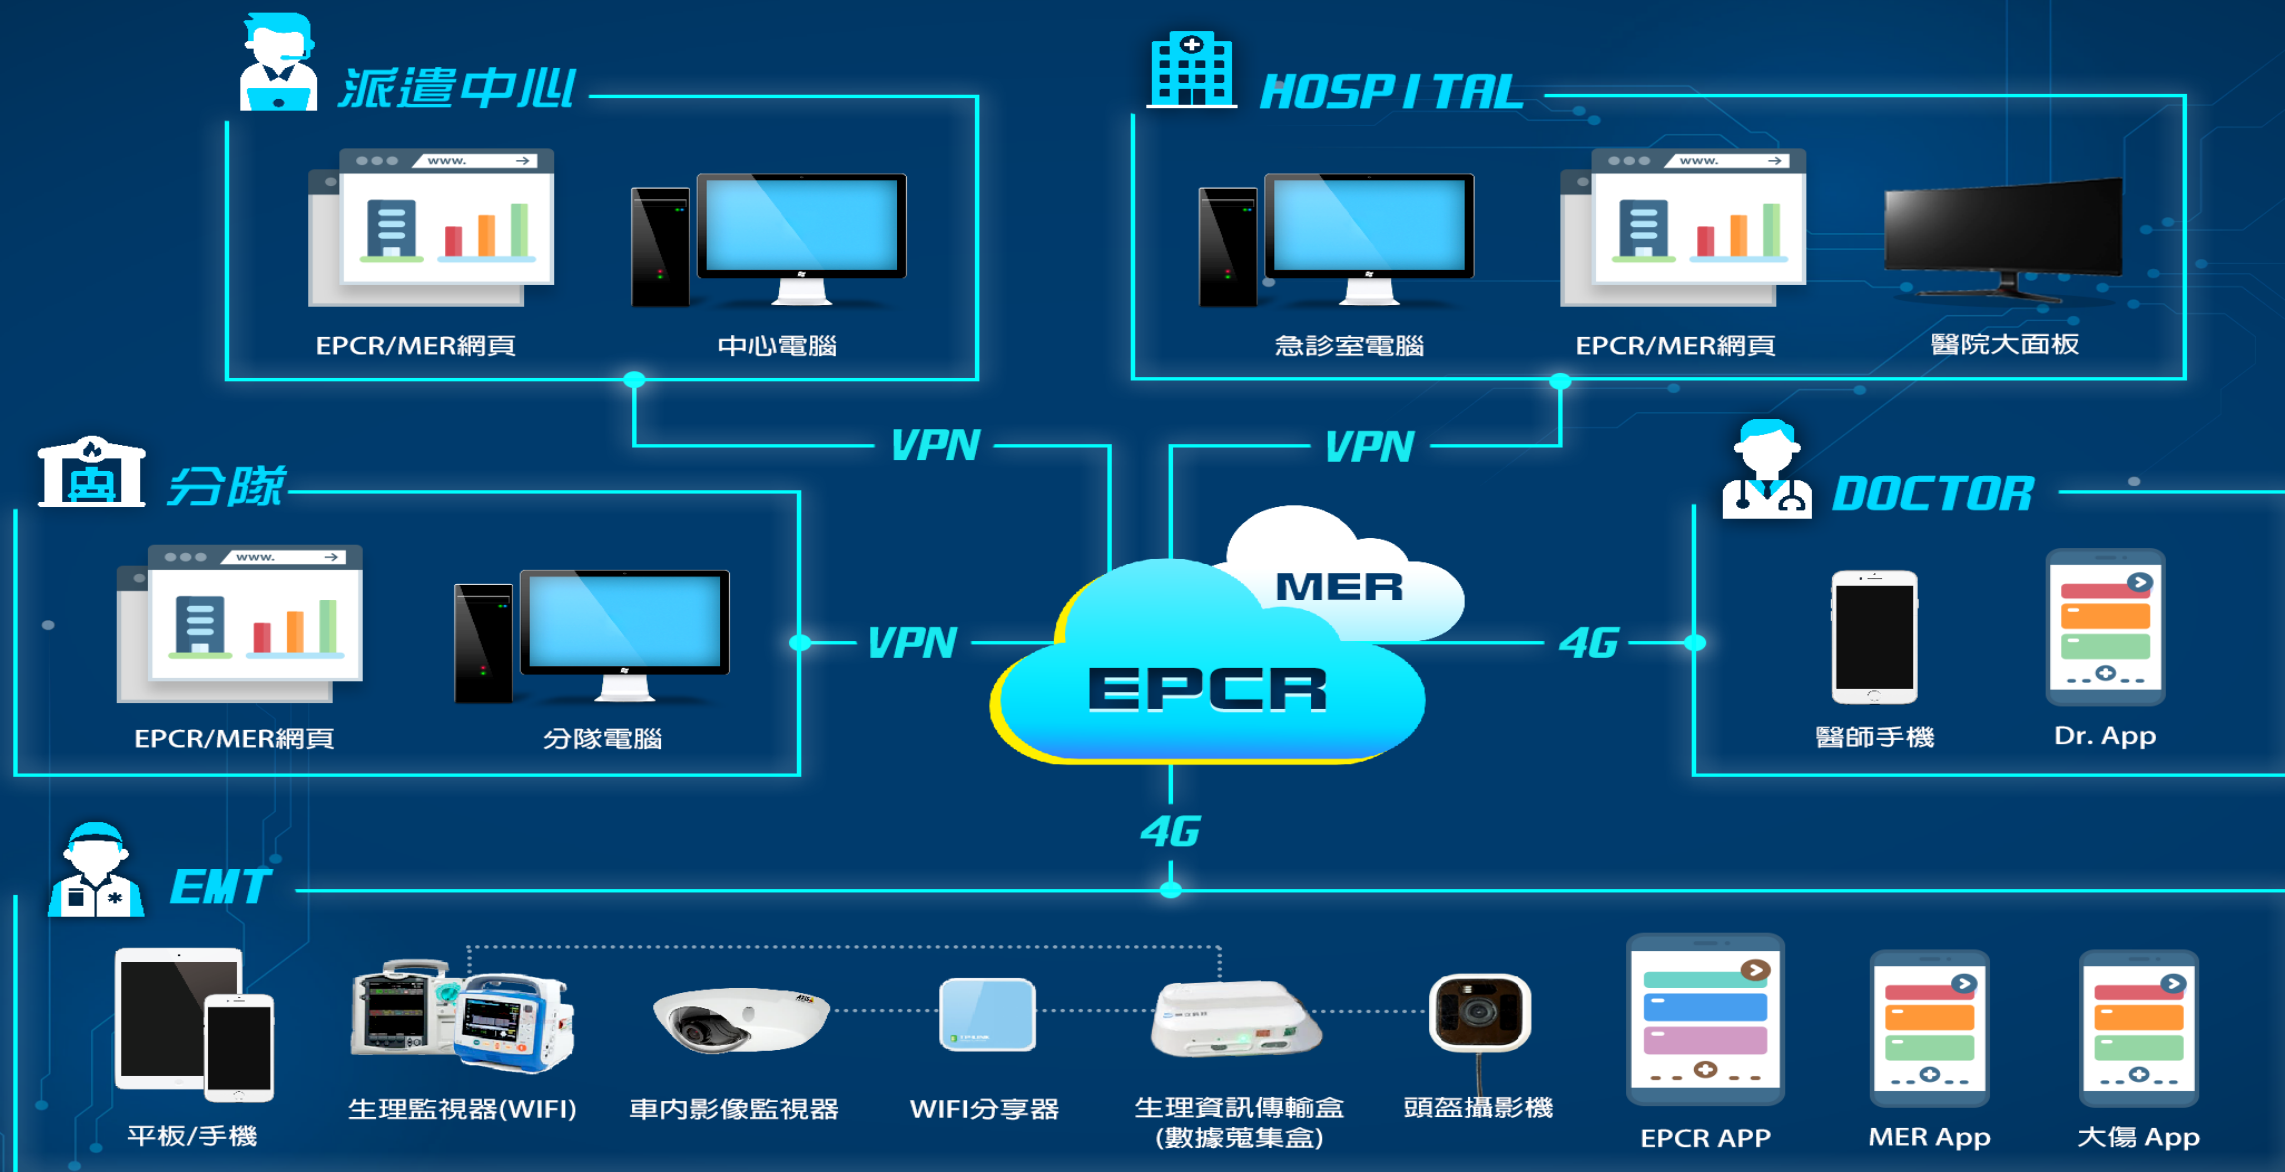 派遣中心
www.
EPCR/MER網頁
中心電腦
HOSPITAL
急診室電腦
www.
EPCR/MER網頁
醫院大面板
VPN
VPN
分隊
www.
EPCR/MER網頁
分隊電腦
VPN
MER
EPCR
4G
DOCTOR
醫師手機
Dr. App
4G
EMT
平板/手機
生理監視器(WIFI)
AXIS
車內影像監視器
WIFI分享器
生理資訊傳輸盒
(數據蒐集盒)
頭盔攝影機
EPCR APP
MER App
大傷 App